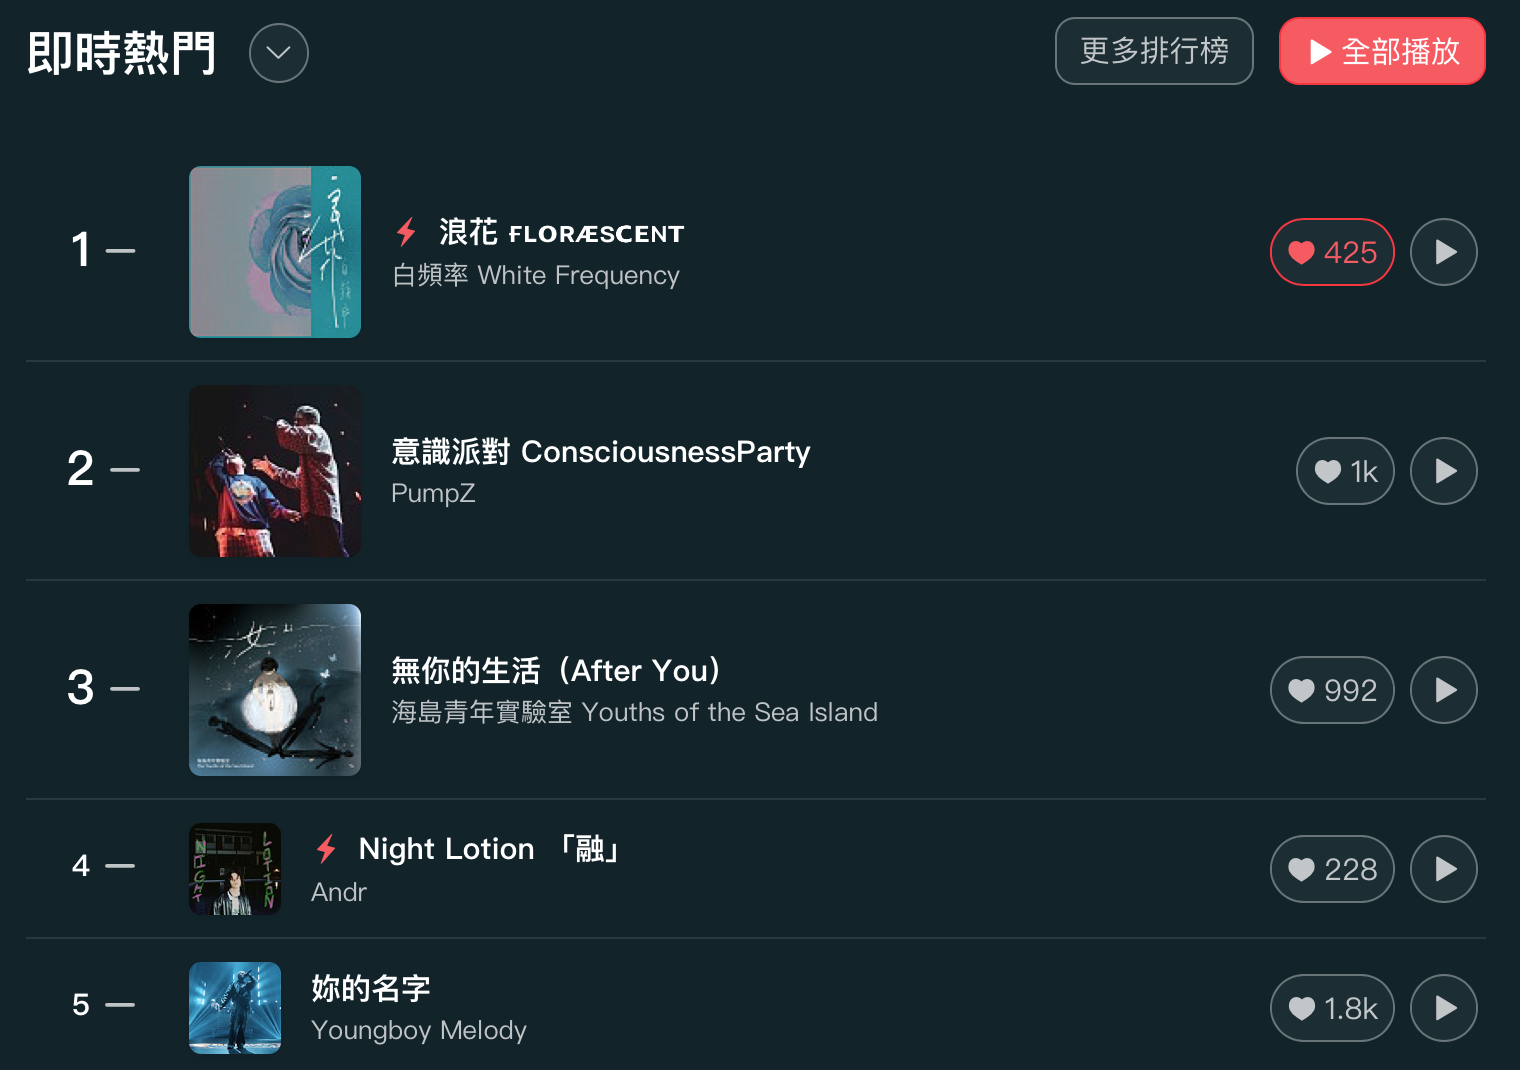 即時熱門
更多排行榜
全部播放
1
浪花 ꜰʟᴏʀÆꜱᴄᴇɴᴛ
白頻率 White Frequency
425
2
意識派對 ConsciousnessParty
PumpZ
1k
3
無你的生活（After You）
海島青年實驗室 Youths of the Sea Island
992
4
NIGHT
LOTION
Night Lotion 「融」
Andr
228
5
妳的名字
Youngboy Melody
1.8k